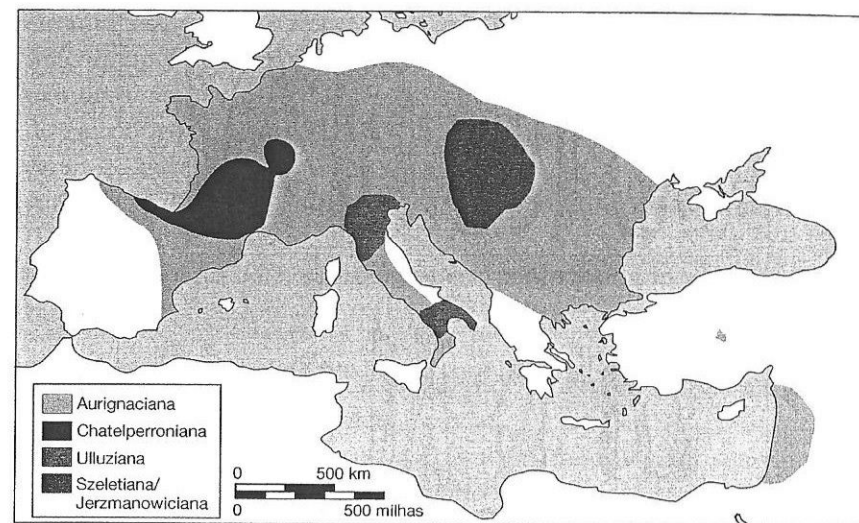 Aurignaciana
Chatelperroniana
Ulluziana
Szeletiana/
Jerzmanowiciana
0 500 km
0 500 milhas